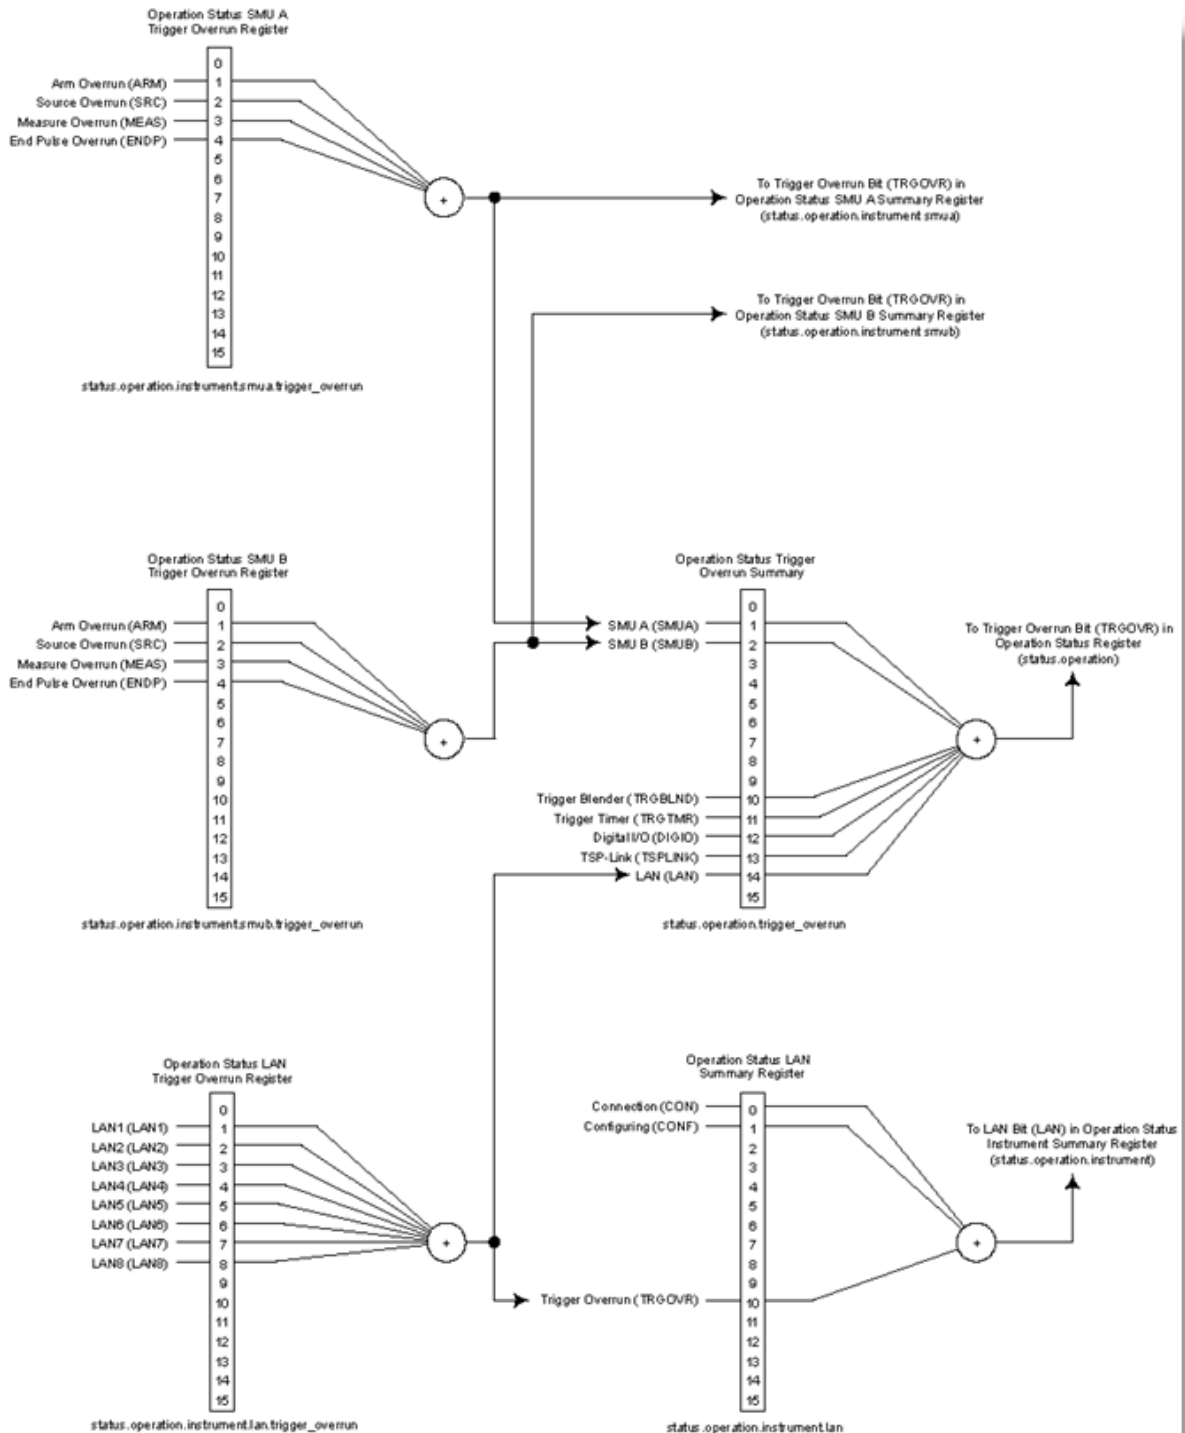 Operation Status SMU A
Trigger Overrun Register
0
Arm Overrun (ARM) 1
Source Overrun (SRC) 2
Measure Overrun (MEAS) 3
End Pulse Overrun (ENDP) 4
5
6
7
8
9
10
11
12
13
14
15
+
status.operation.instrument.smua.trigger_overrun
To Trigger Overrun Bit (TRGOVR) in
Operation Status SMU A Summary Register
(status.operation.instrument smua)
To Trigger Overrun Bit (TRGOVR) in
Operation Status SMU B Summary Register
(status.operation.instrument smub)
Operation Status SMU B
Trigger Overrun Register
0
Arm Overrun (ARM) 1
Source Overrun (SRC) 2
Measure Overrun (MEAS) 3
End Pulse Overrun (ENDP) 4
5
6
7
8
9
10
11
12
13
14
15
+
status.operation.instrument.smub.trigger_overrun
Operation Status Trigger
Overrun Summary
0
SMU A (SMUA) 1
SMU B (SMUB) 2
3
4
5
6
7
8
9
Trigger Blender (TRGBLND) 10
Trigger Timer (TRGTMR) 11
Digital I/O (DIGIO) 12
TSP-Link (TSPLINK) 13
LAN (LAN) 14
15
+
status.operation.trigger_overrun
To Trigger Overrun Bit (TRGOVR) in
Operation Status Register
(status.operation)
Operation Status LAN
Trigger Overrun Register
0
LAN1 (LAN1) 1
LAN2 (LAN2) 2
LAN3 (LAN3) 3
LAN4 (LAN4) 4
LAN5 (LAN5) 5
LAN6 (LAN6) 6
LAN7 (LAN7) 7
LAN8 (LAN8) 8
9
10
11
12
13
14
15
+
status.operation.instrument.lan.trigger_overrun
Operation Status LAN
Summary Register
Connection (CON) 0
Configuring (CONF) 1
2
3
4
5
6
7
8
9
Trigger Overrun (TRGOVR) 10
11
12
13
14
15
+
status.operation.instrument.lan
To LAN Bit (LAN) in Operation Status
Instrument Summary Register
(status.operation.instrument)